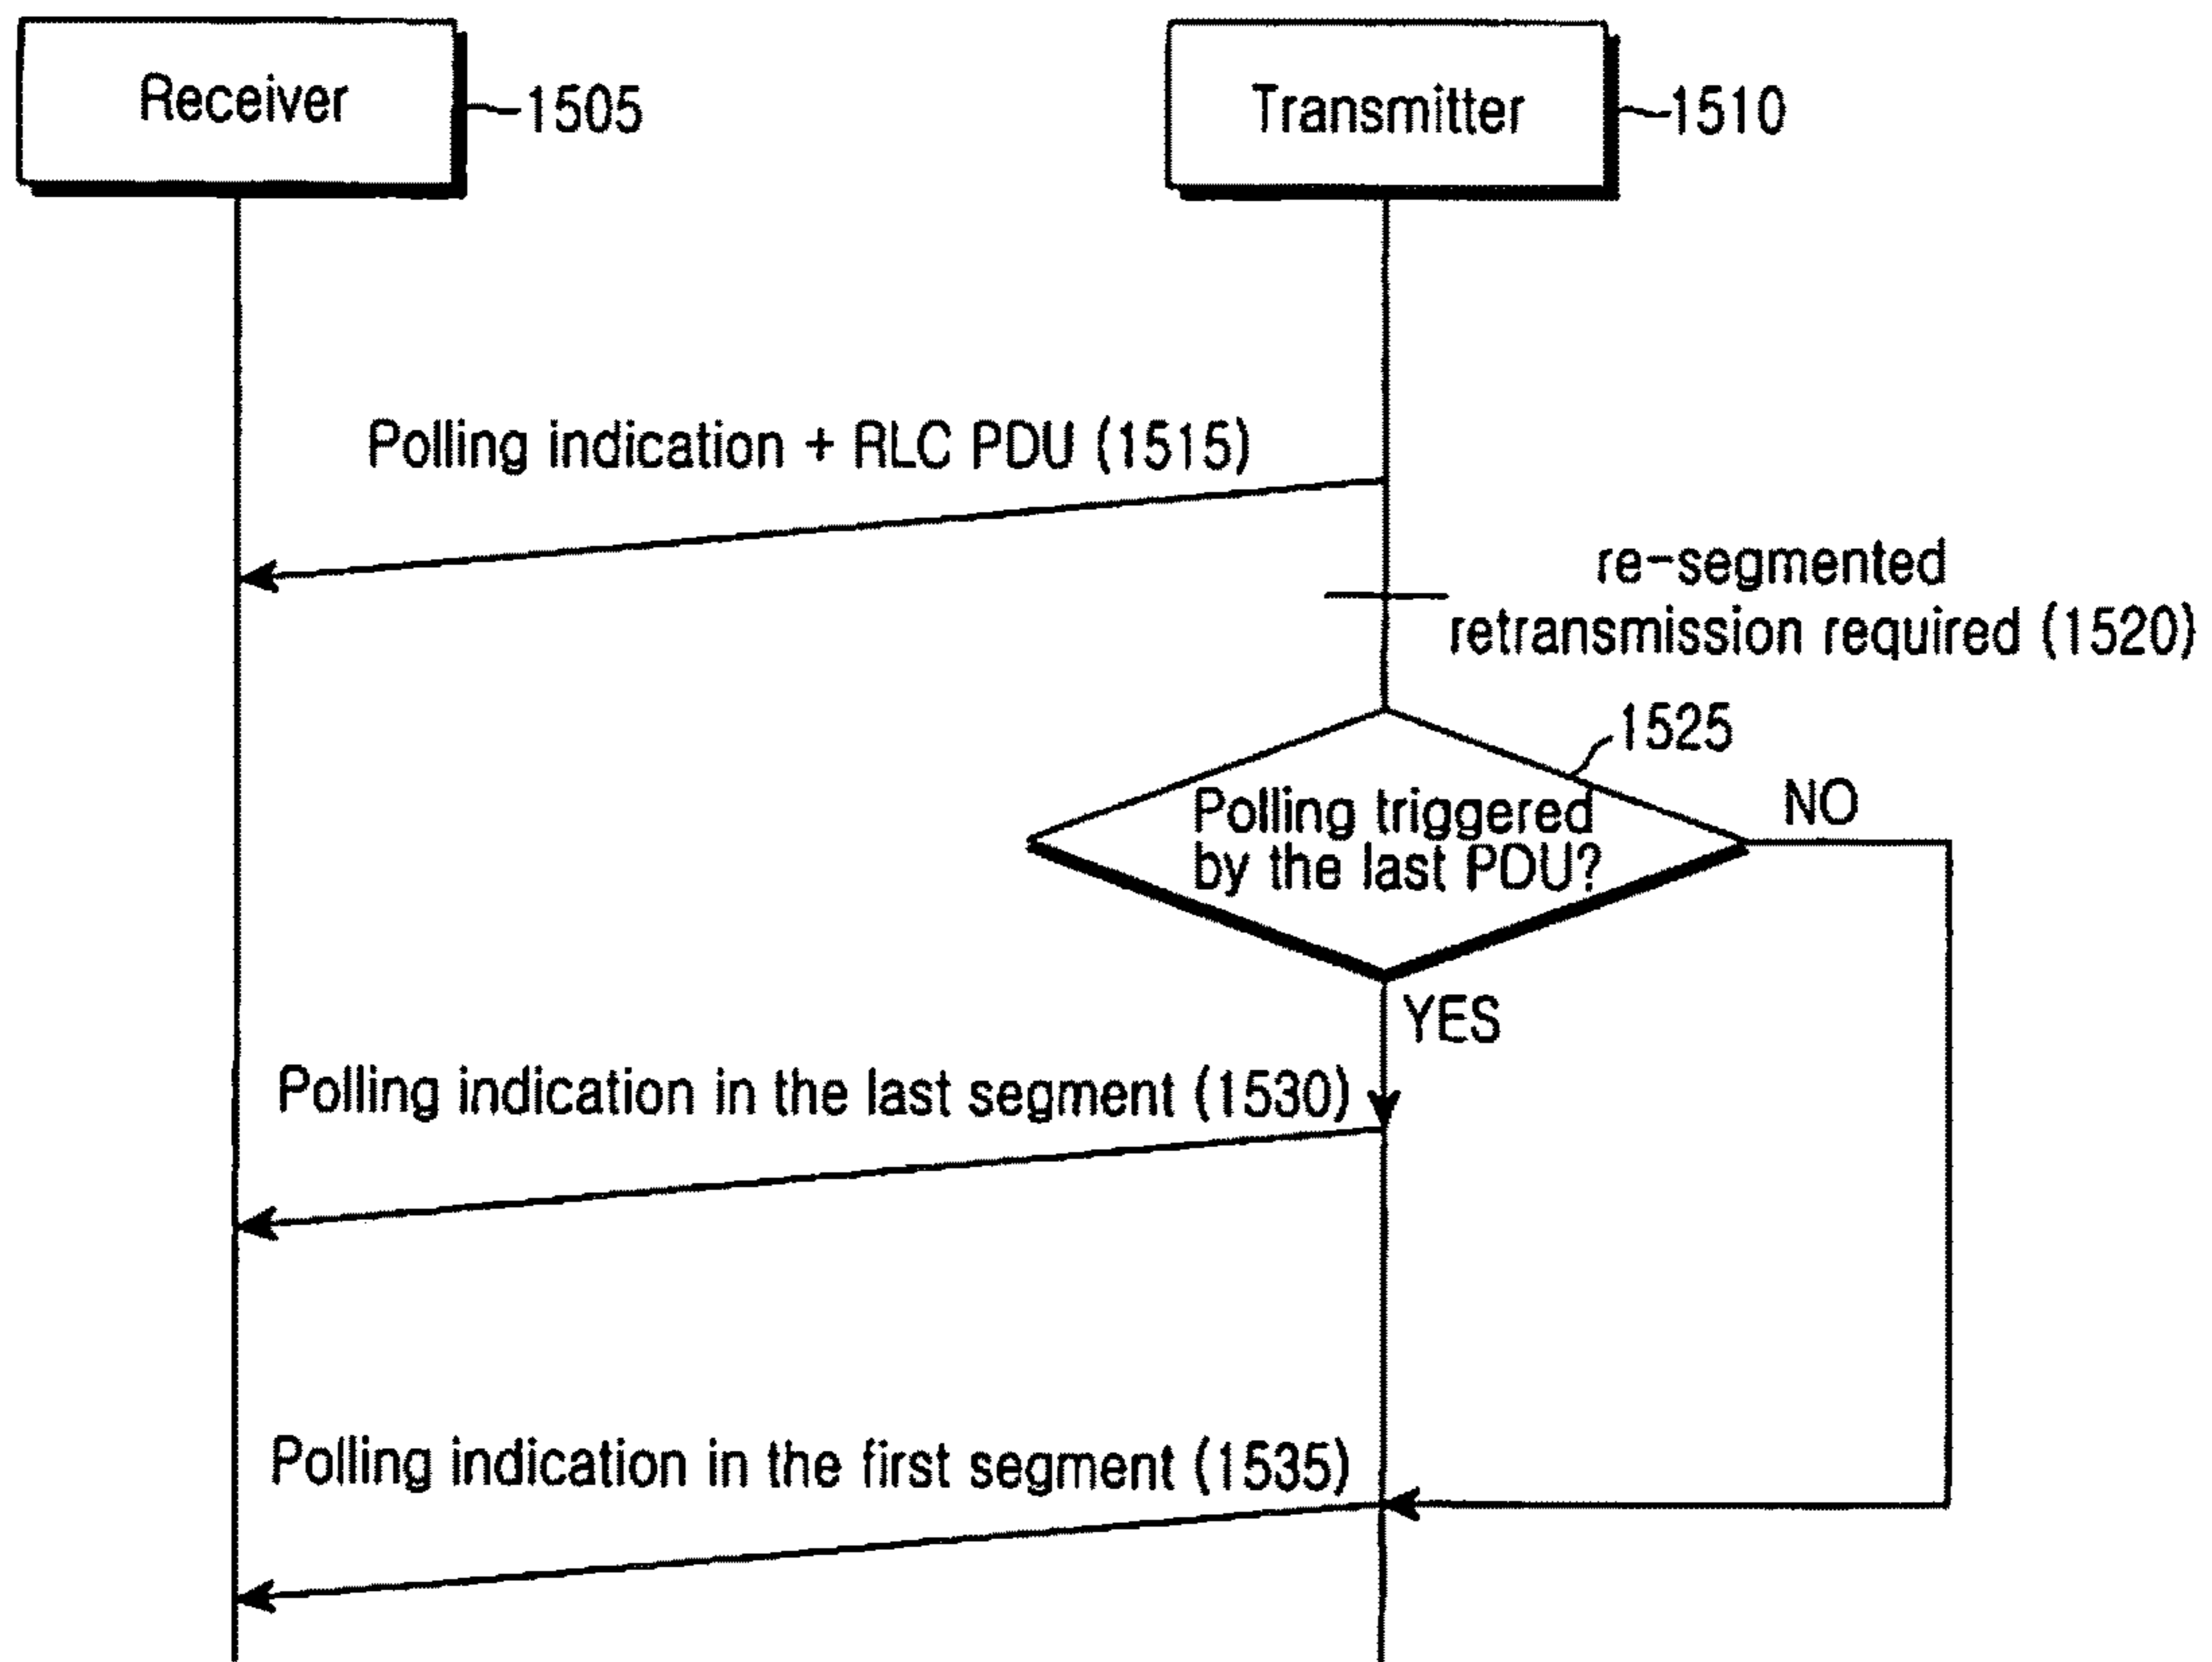 Receiver
1505
Transmitter
1510
Polling indication + RLC PDU (1515)
re-segmented
retransmission required (1520)
1525
Polling triggered
by the last PDU?
NO
YES
Polling indication in the last segment (1530)
Polling indication in the first segment (1535)